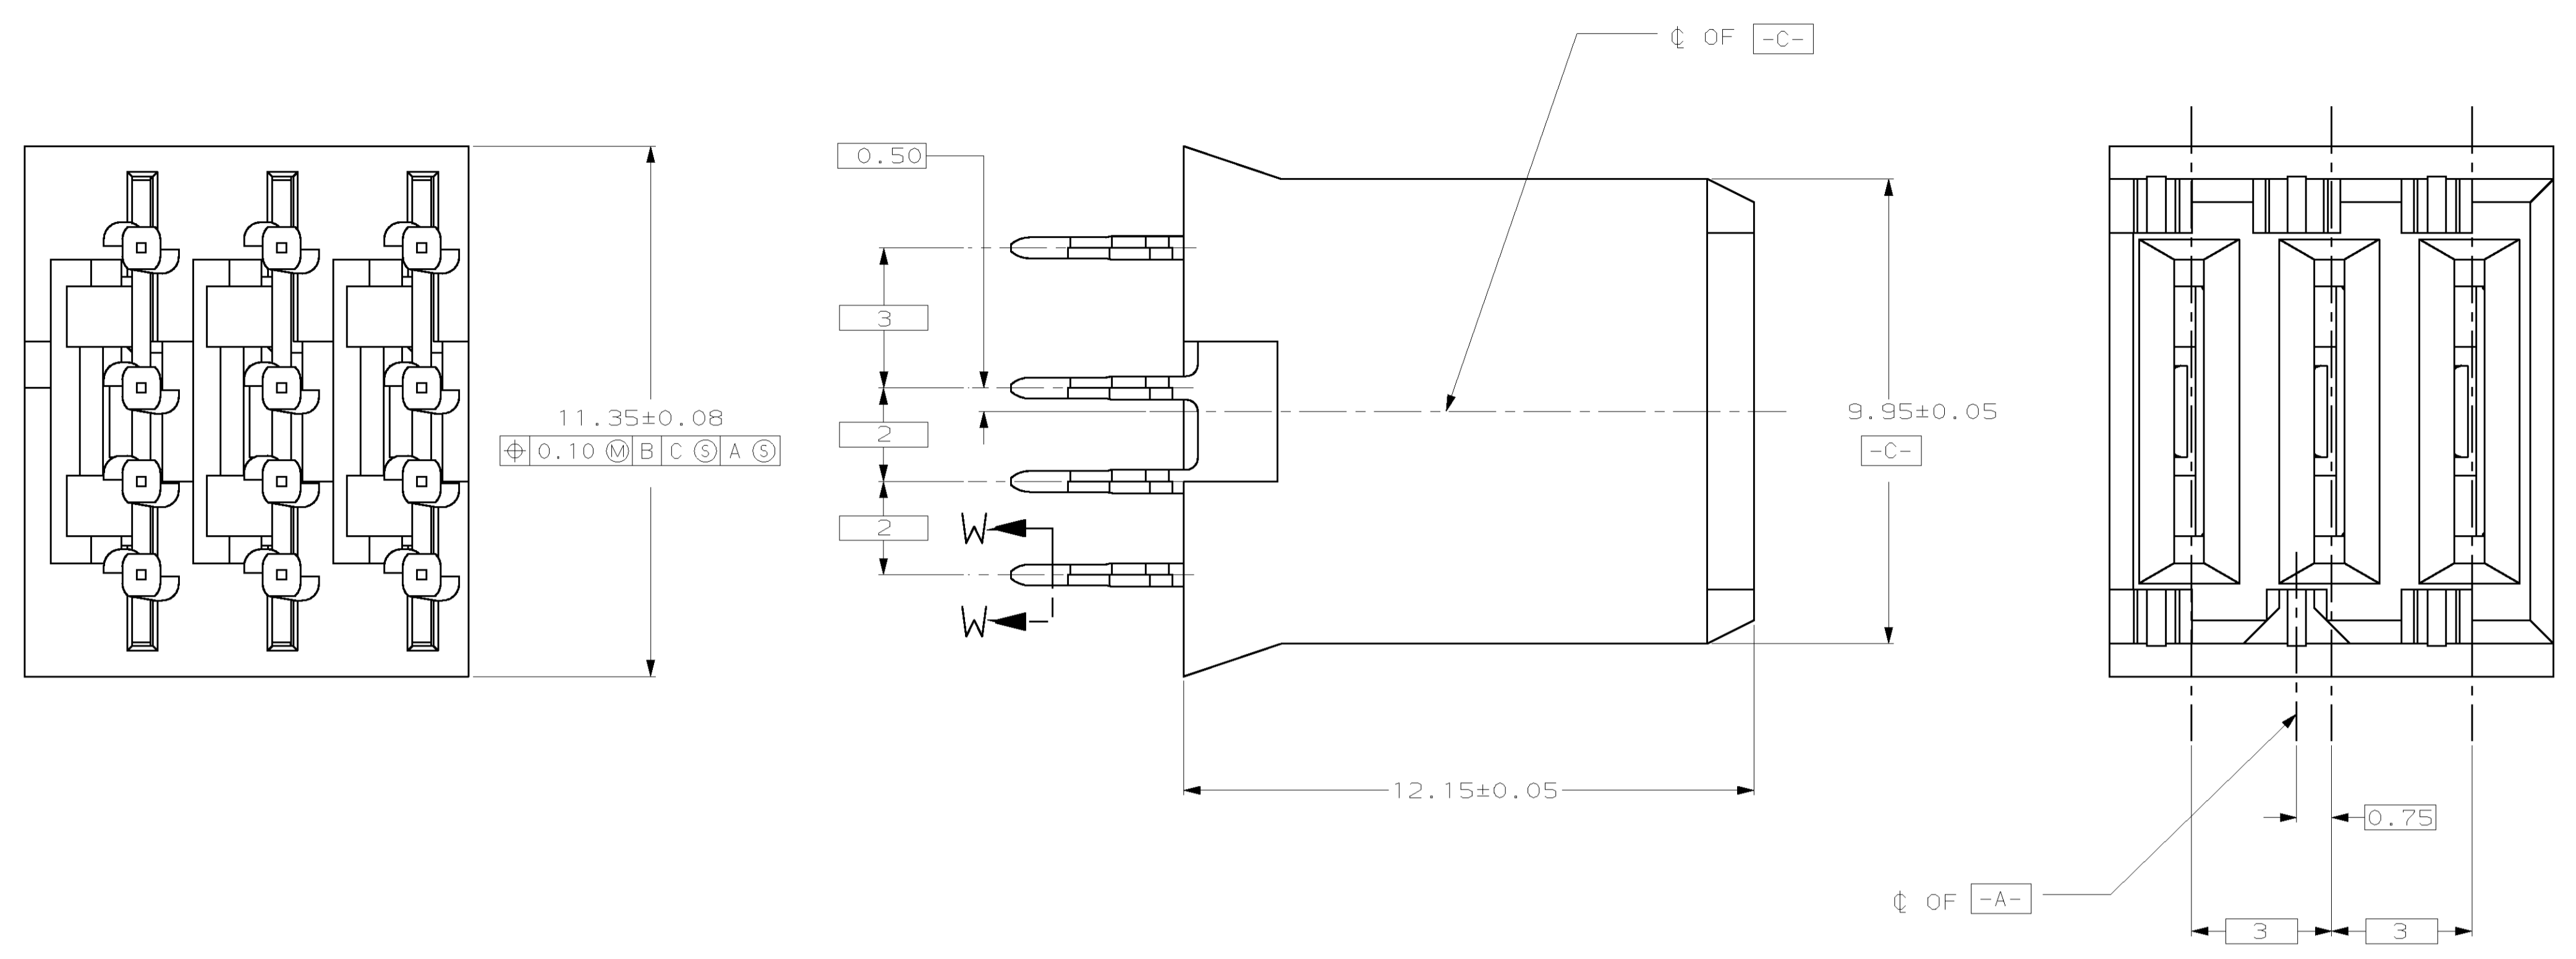 ℄ OF -C-
0.50
3
11.35±0.08
⌖ 0.10 Ⓜ B C Ⓢ A Ⓢ
2
9.95±0.05
-C-
2
W
W
12.15±0.05
0.75
℄ OF -A-
3 3